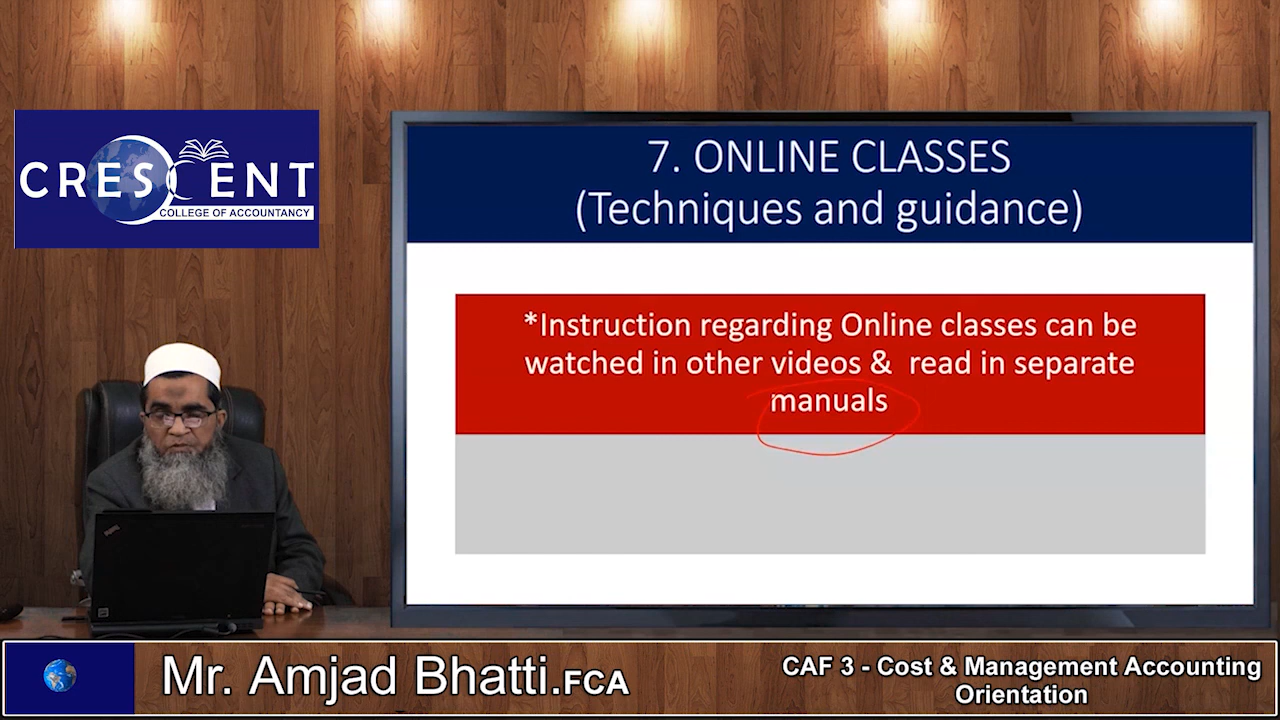 CRESCENT
COLLEGE OF ACCOUNTANCY
7. ONLINE CLASSES
(Techniques and guidance)
*Instruction regarding Online classes can be
watched in other videos & read in separate
manuals
Mr. Amjad Bhatti.FCA
CAF 3 - Cost & Management Accounting
Orientation